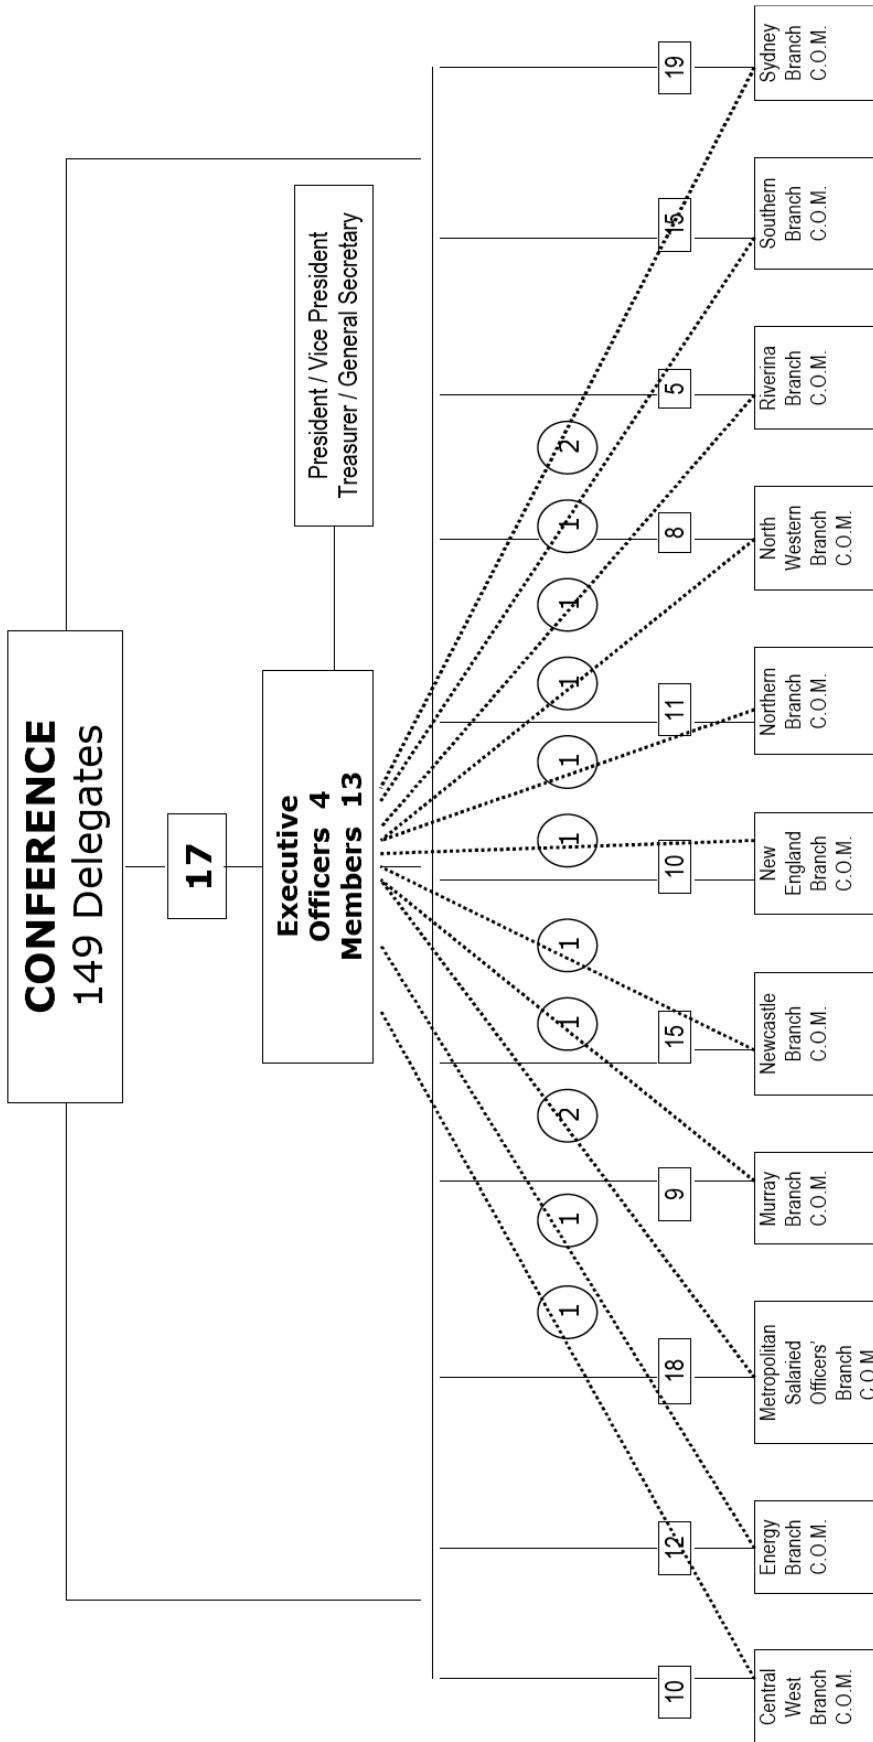 CONFERENCE
149 Delegates
17
Executive
Officers 4
Members 13
President / Vice President
Treasurer / General Secretary
1
1
2
1
1
1
1
1
1
1
2
10
12
18
9
15
10
11
8
5
15
19
Central
West
Branch
C.O.M.
Energy
Branch
C.O.M.
Metropolitan
Salaried
Officers'
Branch
C.O.M
Murray
Branch
C.O.M.
Newcastle
Branch
C.O.M.
New
England
Branch
C.O.M.
Northern
Branch
C.O.M.
North
Western
Branch
C.O.M.
Riverina
Branch
C.O.M.
Southern
Branch
C.O.M.
Sydney
Branch
C.O.M.